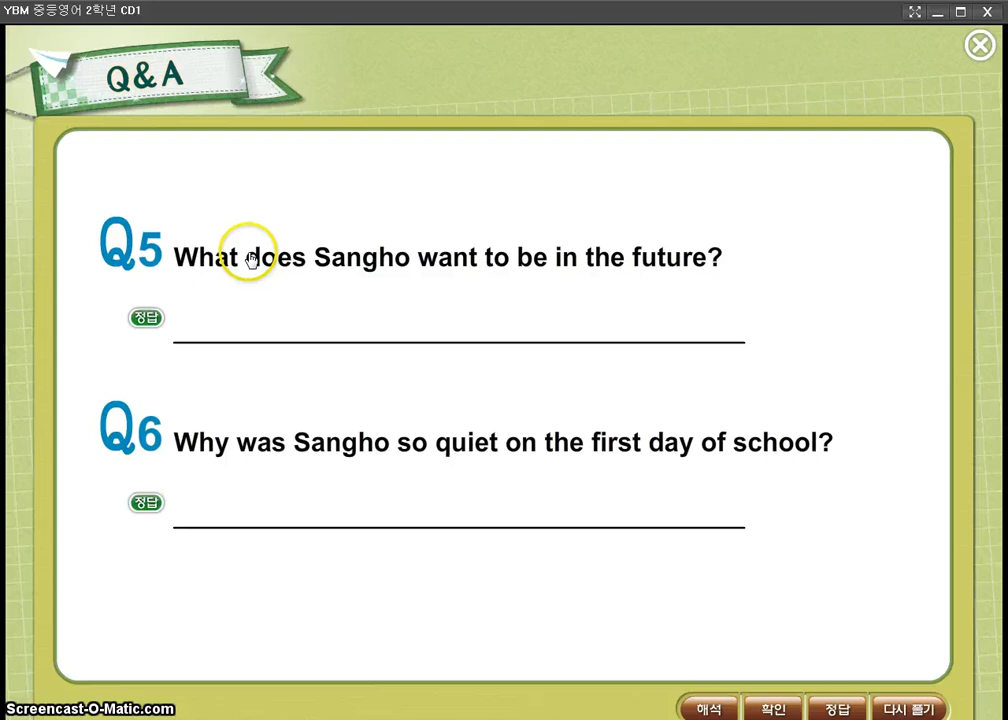 YBM 중등영어 2학년 CD1
Q&A
Q5 What does Sangho want to be in the future?
정답
Q6 Why was Sangho so quiet on the first day of school?
정답
해석 확인 정답 다시 풀기
Screencast-O-Matic.com